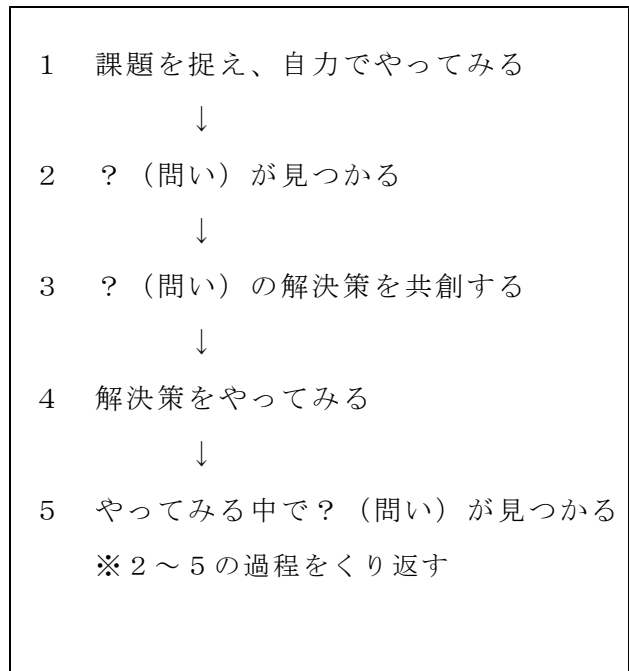 １　課題を捉え、自力でやってみる
↓
２　？（問い）が見つかる
↓
３　？（問い）の解決策を共創する
↓
４　解決策をやってみる
↓
５　やってみる中で？（問い）が見つかる
※２～５の過程をくり返す